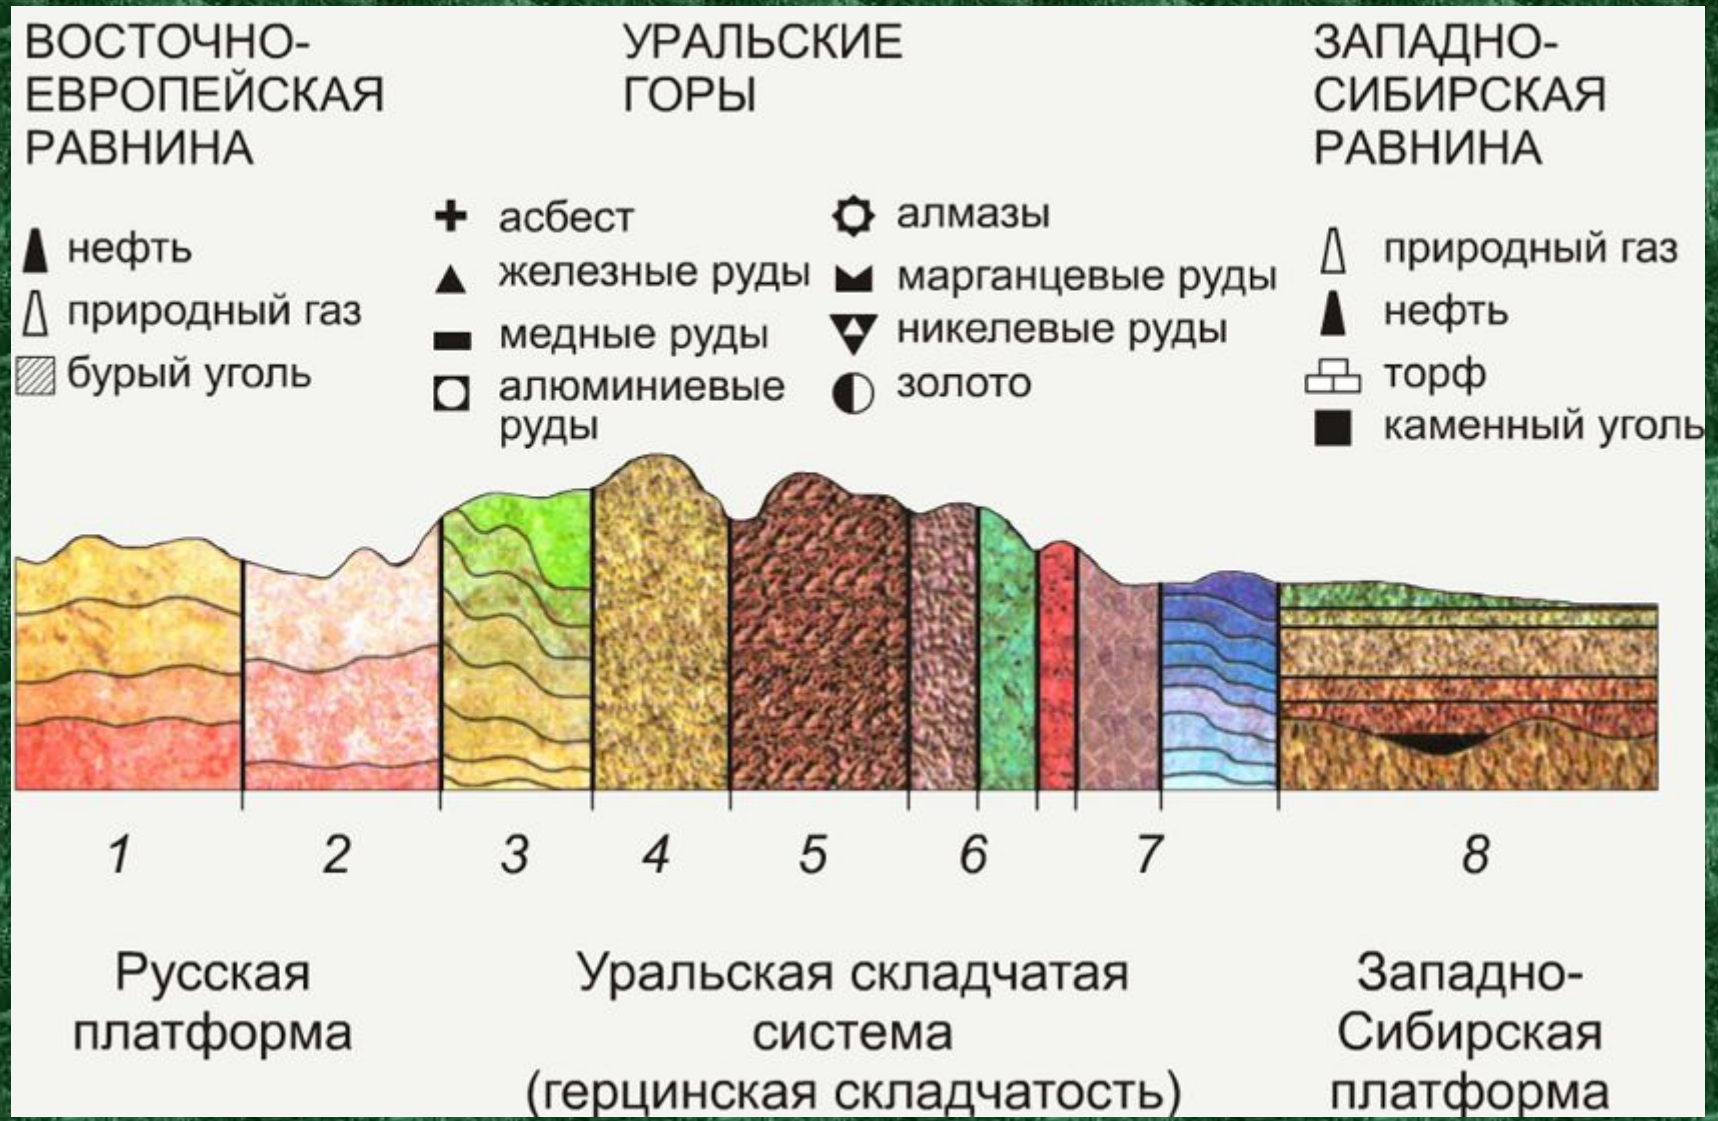 ВОСТОЧНО-
ЕВРОПЕЙСКАЯ
РАВНИНА
нефть
природный газ
бурый уголь
УРАЛЬСКИЕ
ГОРЫ
асбест
железные руды
медные руды
алюминиевые
руды
алмазы
марганцевые руды
никелевые руды
золото
ЗАПАДНО-
СИБИРСКАЯ
РАВНИНА
природный газ
нефть
торф
каменный уголь
1 2 3 4 5 6 7 8
Русская
платформа
Уральская складчатая
система
(герцинская складчатость)
Западно-
Сибирская
платформа